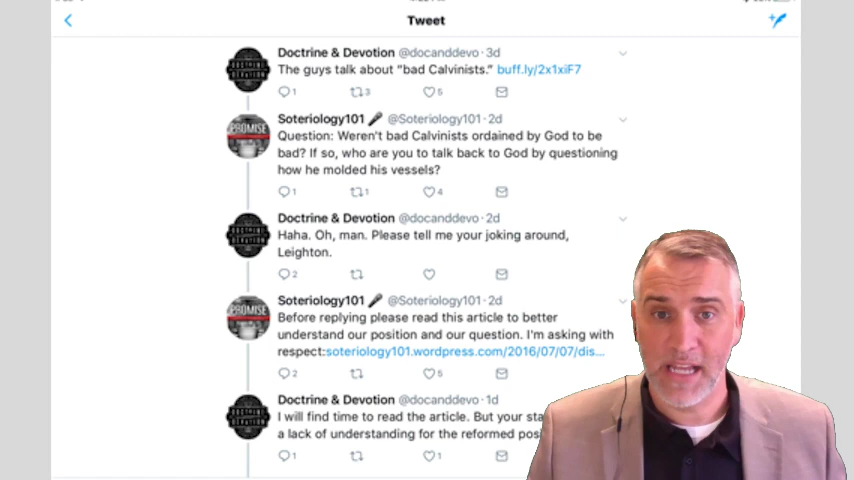 Tweet
Doctrine & Devotion @docanddevo · 3d
The guys talk about "bad Calvinists." buff.ly/2x1xiF7
1 3 5
Soteriology101 @Soteriology101 · 2d
PROMISE
Question: Weren't bad Calvinists ordained by God to be
bad? If so, who are you to talk back to God by questioning
how he molded his vessels?
1 1 4
Doctrine & Devotion @docanddevo · 2d
Haha. Oh, man. Please tell me your joking around,
Leighton.
2
Soteriology101 @Soteriology101 · 2d
PROMISE
Before replying please read this article to better
understand our position and our question. I'm asking with
respect:soteriology101.wordpress.com/2016/07/07/dis...
2 5
Doctrine & Devotion @docanddevo · 1d
I will find time to read the article. But your sta
a lack of understanding for the reformed posi
1 1